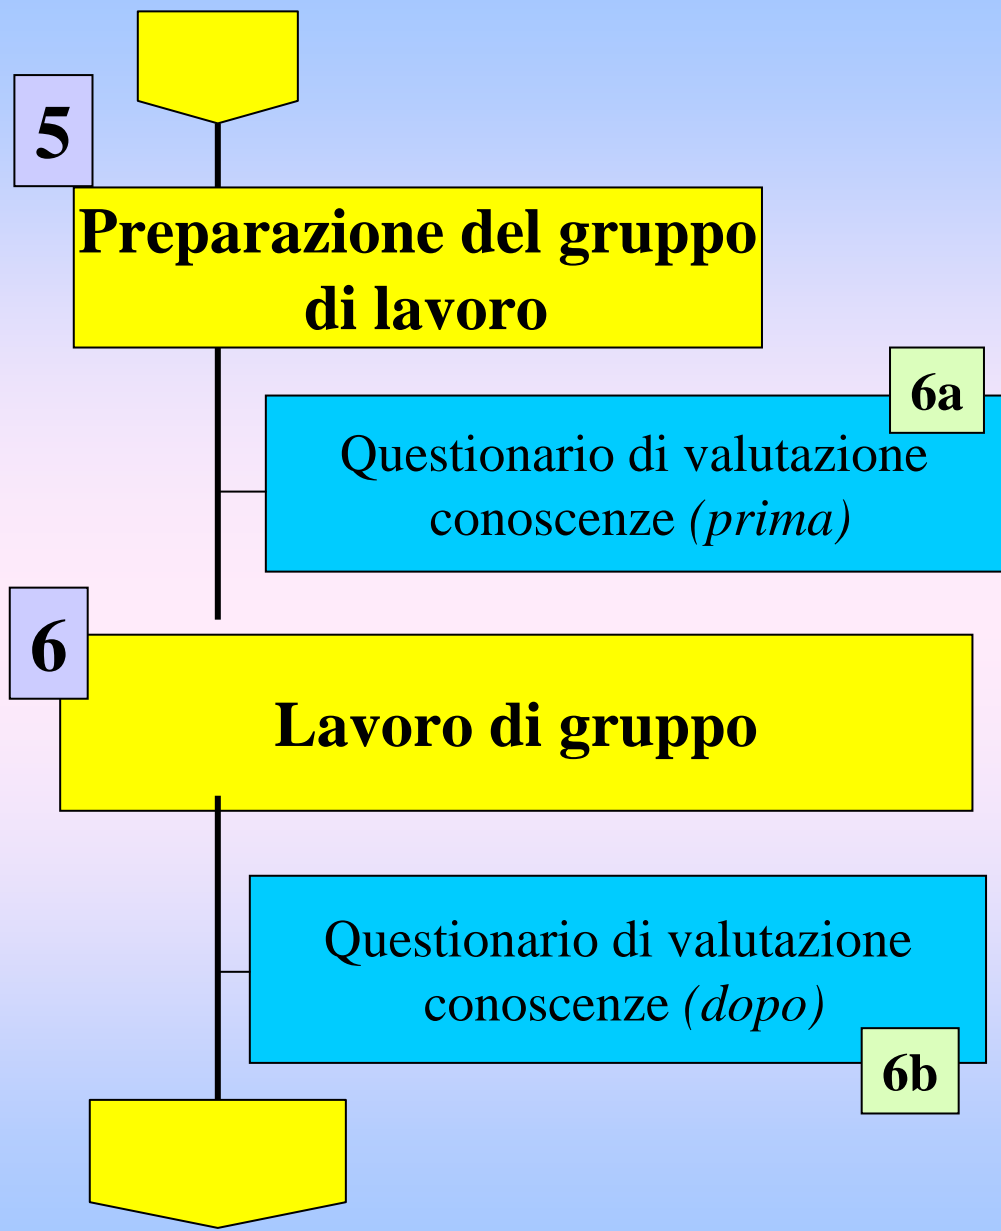 5
Preparazione del gruppo
di lavoro
6a
Questionario di valutazione
conoscenze (prima)
6
Lavoro di gruppo
Questionario di valutazione
conoscenze (dopo)
6b